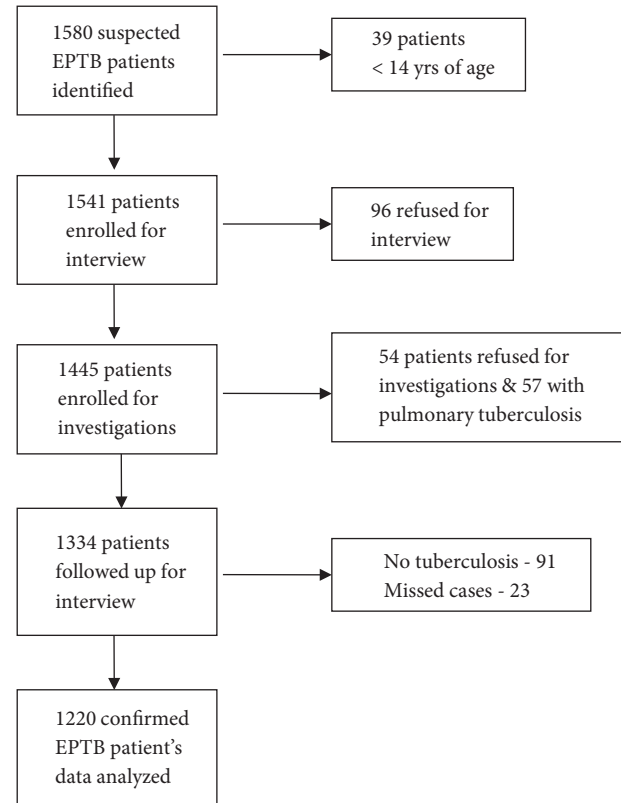 1580 suspected
EPTB patients
identified
39 patients
< 14 yrs of age
1541 patients
enrolled for
interview
96 refused for
interview
1445 patients
enrolled for
investigations
54 patients refused for
investigations & 57 with
pulmonary tuberculosis
1334 patients
followed up for
interview
No tuberculosis - 91
Missed cases - 23
1220 confirmed
EPTB patient's
data analyzed